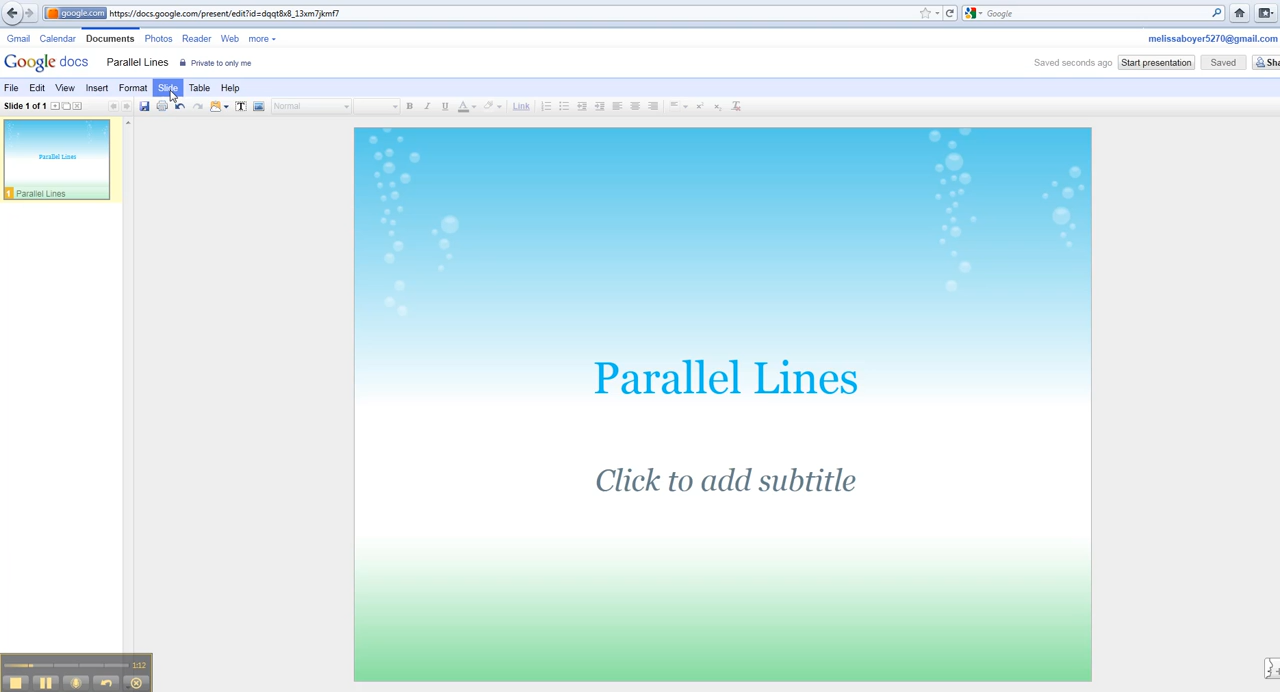 google.com https://docs.google.com/present/edit?id=dqqt8x8_13xm7jkmf7 Google
Gmail Calendar Documents Photos Reader Web more melissaboyer5270@gmail.com
Google docs Parallel Lines Private to only me Saved seconds ago Start presentation Saved Sha
File Edit View Insert Format Slide Table Help
Slide 1 of 1 T Normal B I U A Link
Parallel Lines
1 Parallel Lines
Parallel Lines
Click to add subtitle
1:12